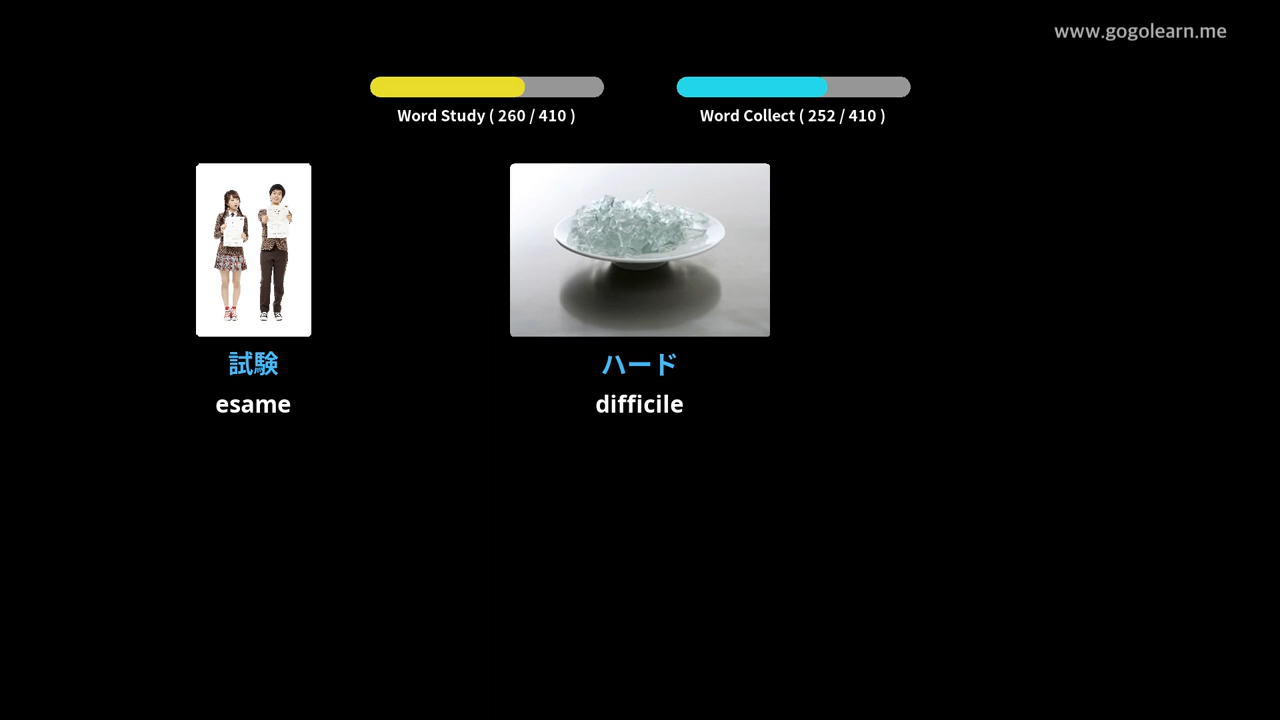 www.gogolearn.me
Word Study ( 260 / 410 )
Word Collect ( 252 / 410 )
試験
ハード
esame
difficile